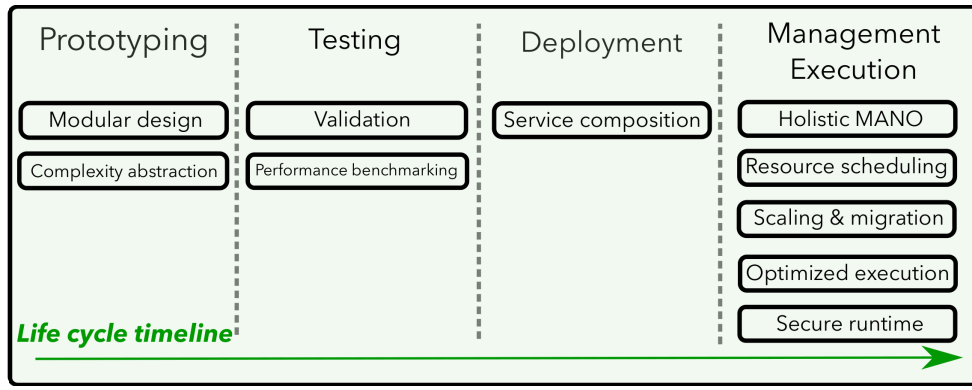 Prototyping
Modular design
Complexity abstraction
Testing
Validation
Performance benchmarking
Deployment
Service composition
Management
Execution
Holistic MANO
Resource scheduling
Scaling & migration
Optimized execution
Secure runtime
Life cycle timeline